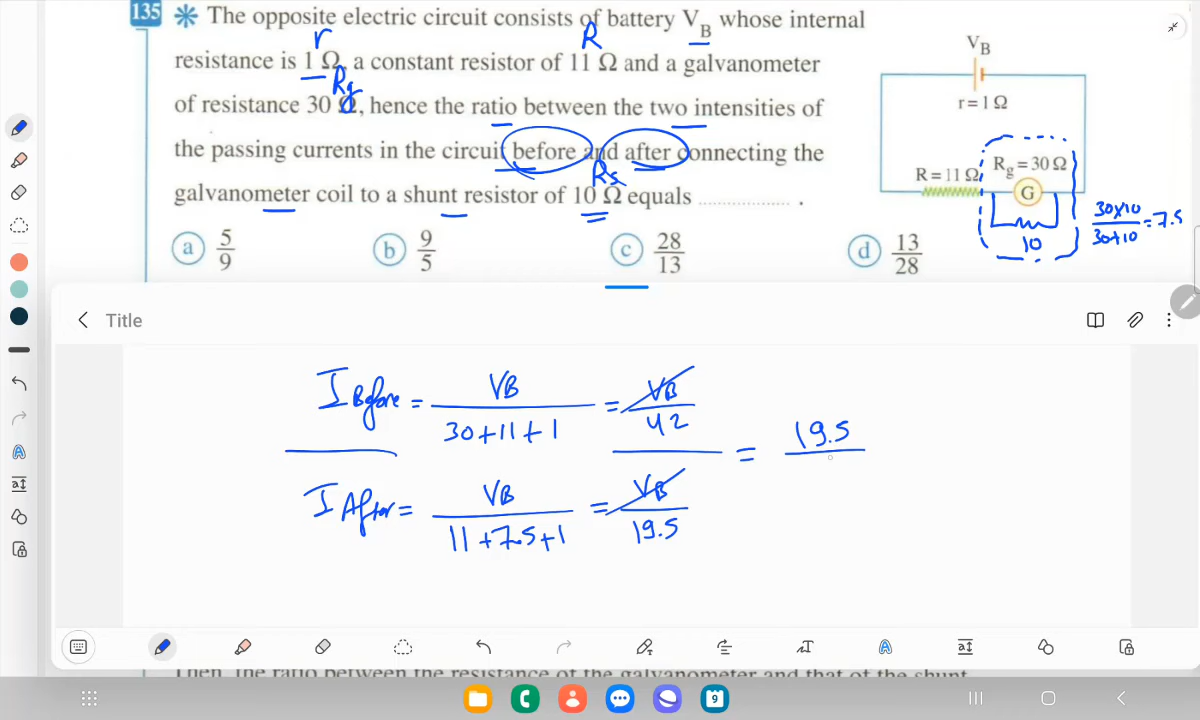 135 * The opposite electric circuit consists of battery V_B whose internal
r R
resistance is 1 Ω, a constant resistor of 11 Ω and a galvanometer
Rg
of resistance 30 Ω, hence the ratio between the two intensities of
the passing currents in the circuit before and after connecting the
Rs
galvanometer coil to a shunt resistor of 10 Ω equals .................... .
a 5/9 b 9/5 c 28/13 d 13/28
V_B
r = 1 Ω
R = 11 Ω R_g = 30 Ω
G
10
30×10/30+10 = 7.5
Title
I Before = VB/30+11+1 = VB/42
I After = VB/11+7.5+1 = VB/19.5
= 19.5
Then, the ratio between the resistance of the galvanometer and that of the shunt
9